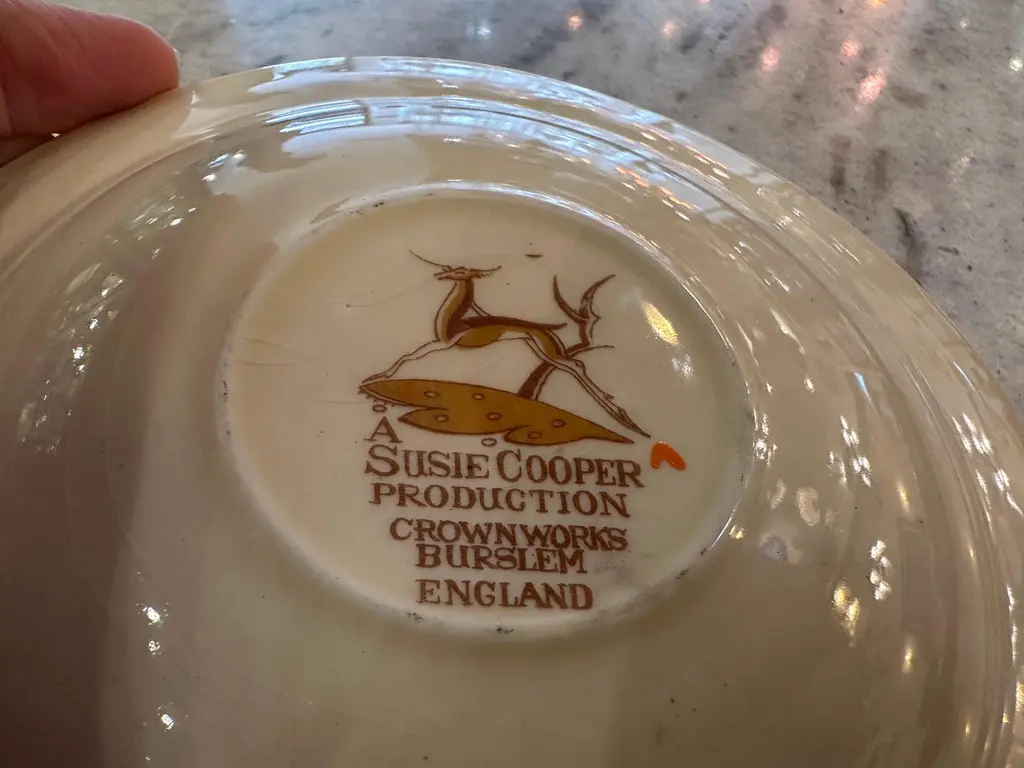 A
SUSIE COOPER
PRODUCTION
CROWNWORKS
BURSLEM
ENGLAND